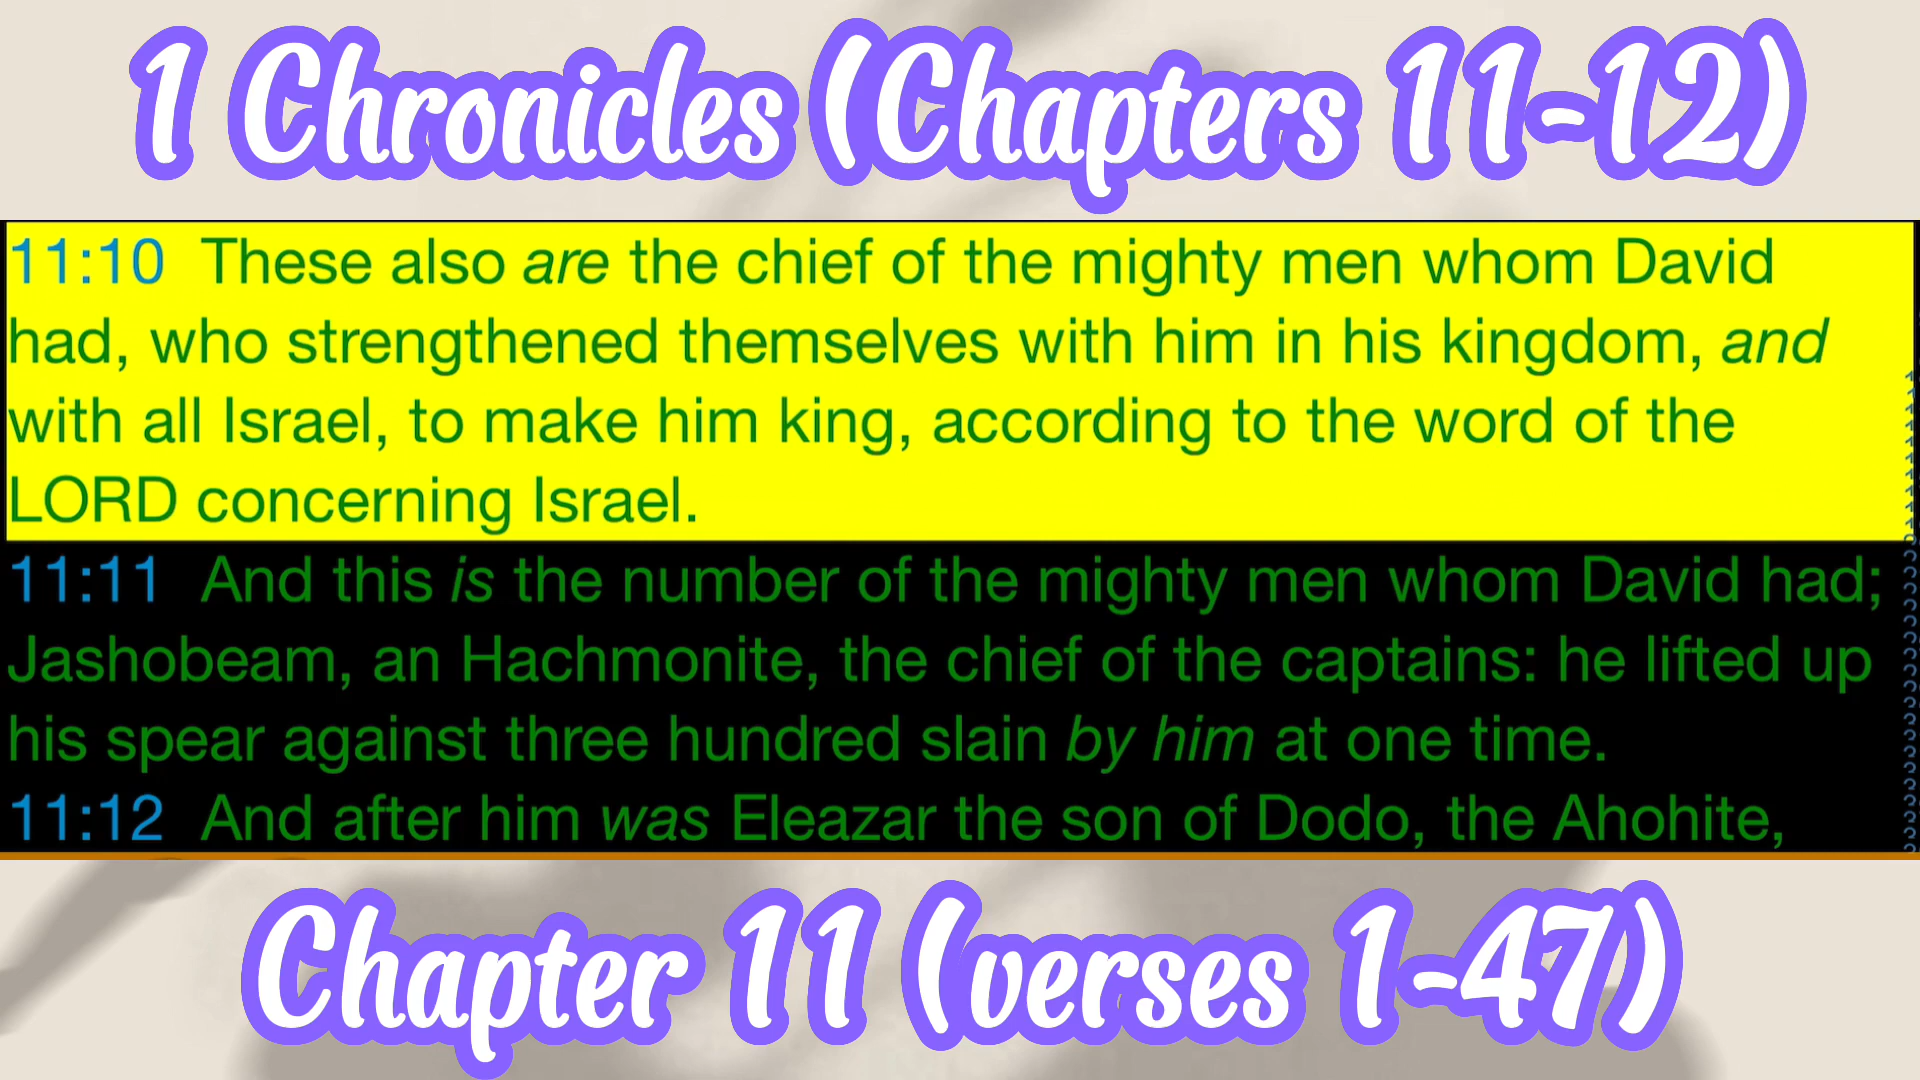 1 Chronicles (Chapters 11-12)
11:10 These also are the chief of the mighty men whom David
had, who strengthened themselves with him in his kingdom, and
with all Israel, to make him king, according to the word of the
LORD concerning Israel.
11:11 And this is the number of the mighty men whom David had;
Jashobeam, an Hachmonite, the chief of the captains: he lifted up
his spear against three hundred slain by him at one time.
11:12 And after him was Eleazar the son of Dodo, the Ahohite,
Chapter 11 (verses 1-47)